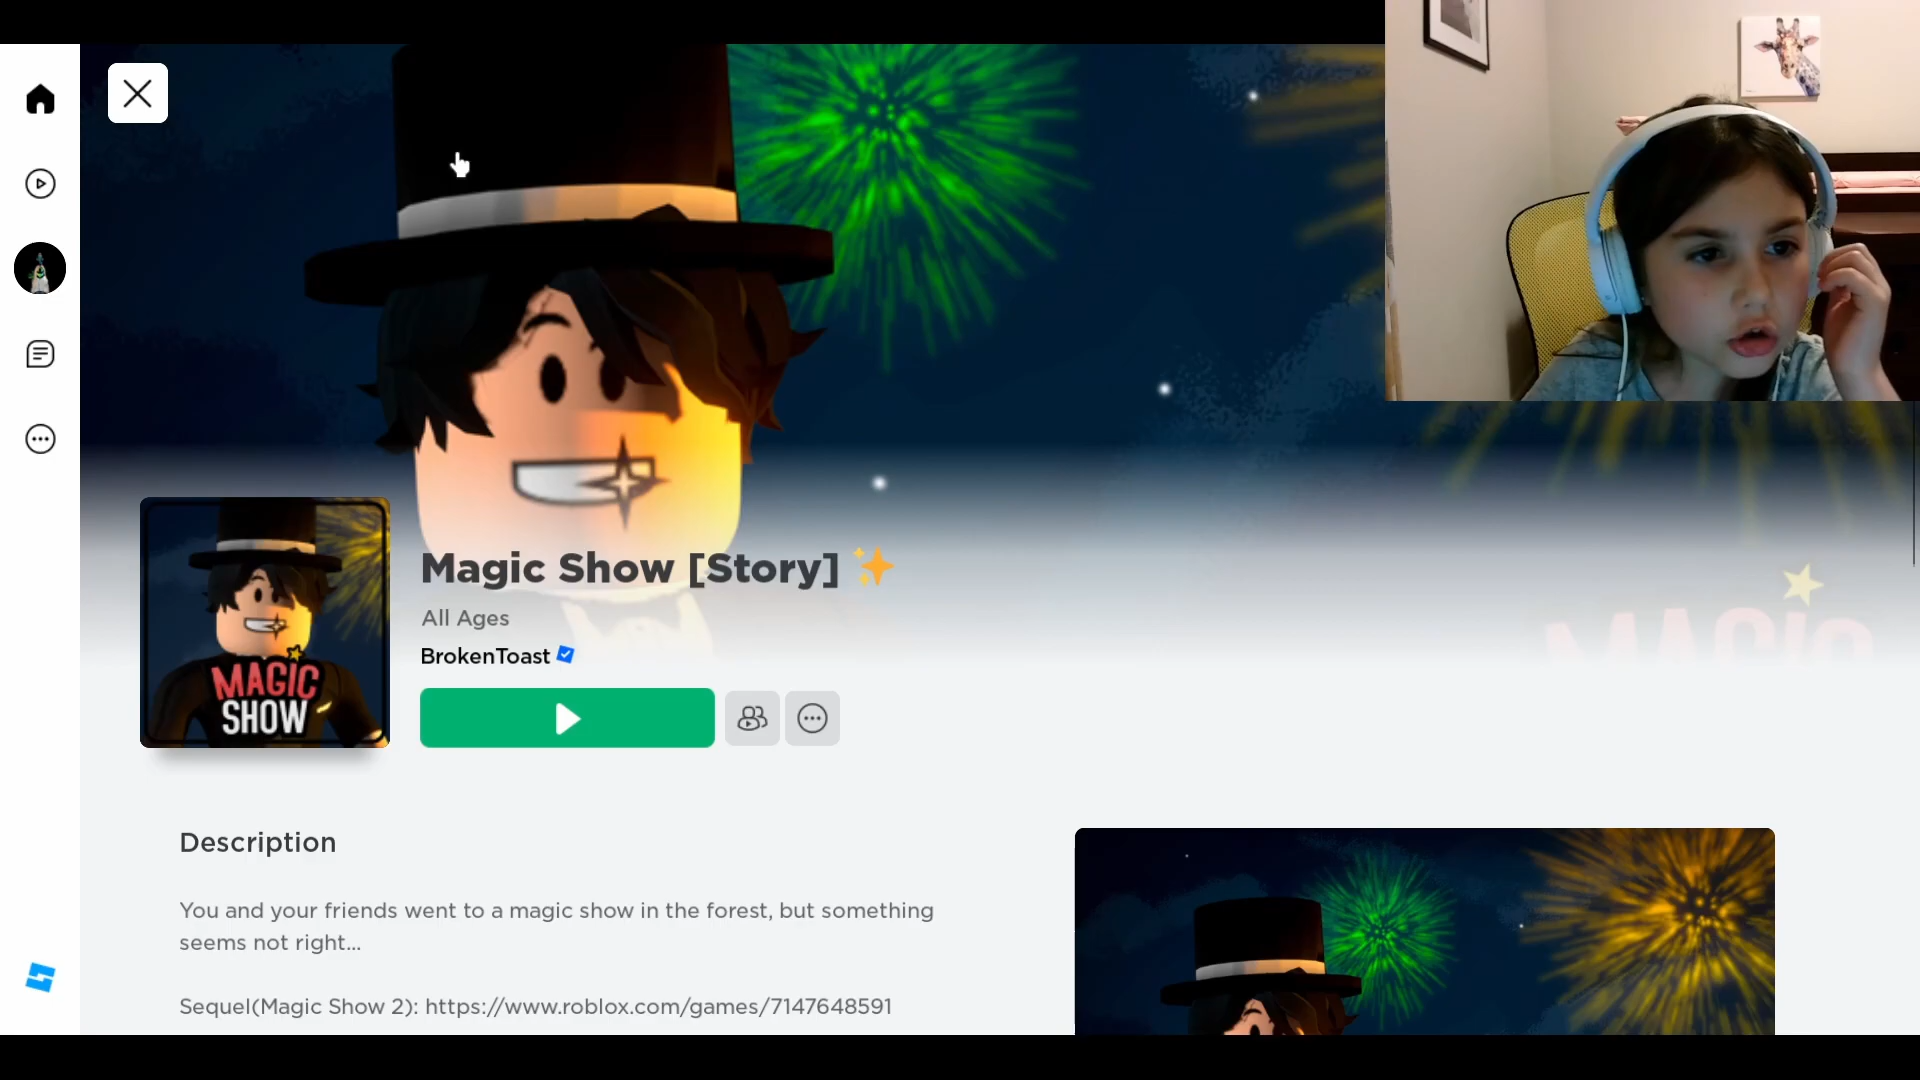 Magic Show [Story] ✨
All Ages
BrokenToast
MAGIC
SHOW
MAGIC
Description
You and your friends went to a magic show in the forest, but something
seems not right...
Sequel(Magic Show 2): https://www.roblox.com/games/7147648591